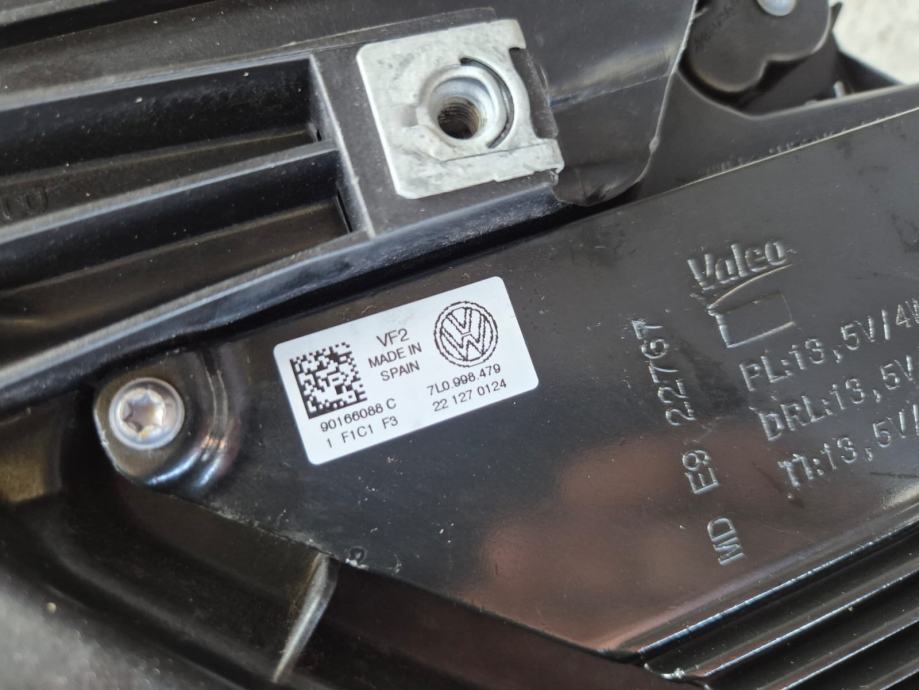 VF2
MADE IN
SPAIN
7L0.998.479
22 127 0124
90166088 C
1 F1C1 F3
Valeo
MD E9 22767
PL:13,5V/4
DRL:13,5V
TI:13,5V/